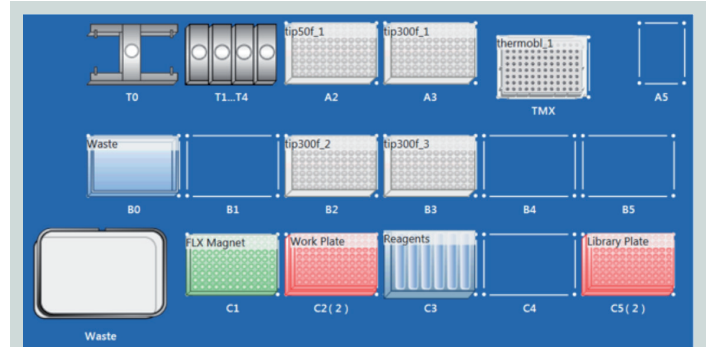 tip50f_1 tip300f_1 thermobl_1
T0 T1...T4 A2 A3 TMX A5
Waste tip300f_2 tip300f_3
B0 B1 B2 B3 B4 B5
FLX Magnet Work Plate Reagents Library Plate
C1 C2 ( 2 ) C3 C4 C5 ( 2 )
Waste